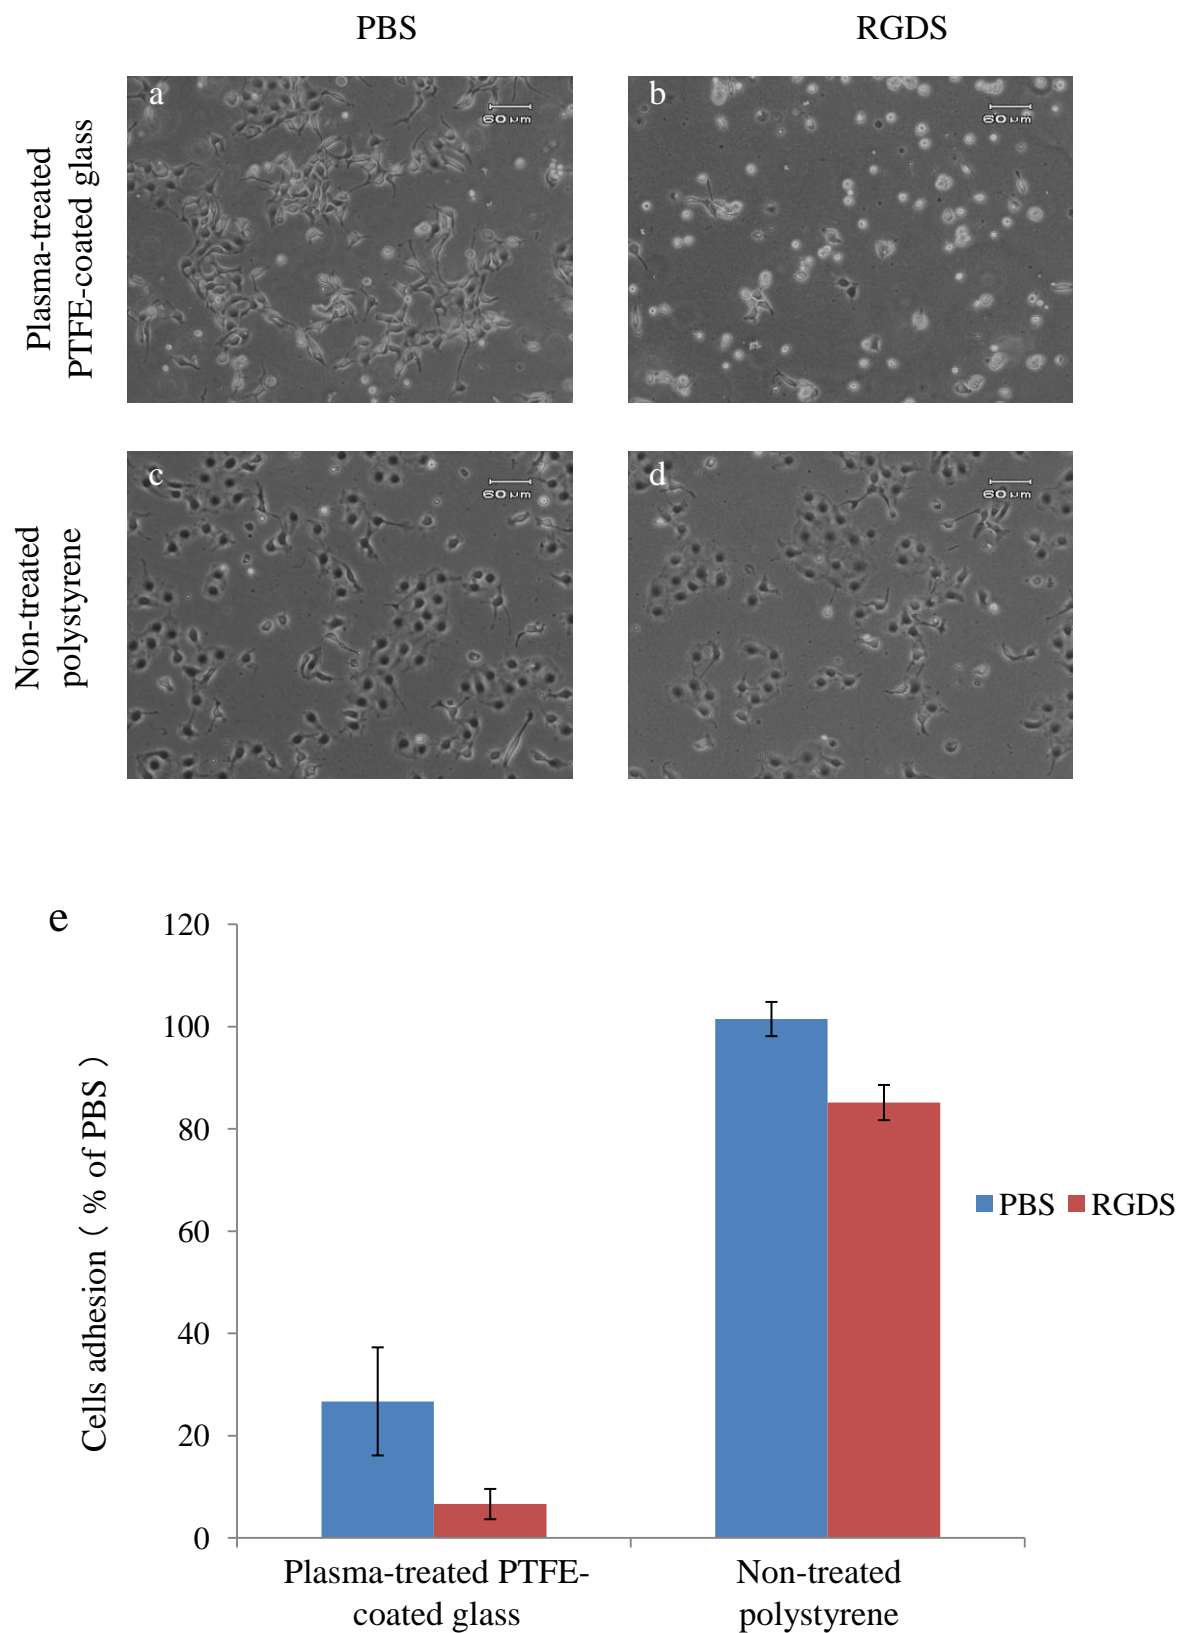 PBS
RGDS
Plasma-treated
PTFE-coated glass
a
60 μm
b
60 μm
Non-treated
polystyrene
c
60 μm
d
60 μm
e
Cells adhesion ( % of PBS )
120
100
80
60
40
20
0
PBS
RGDS
Plasma-treated PTFE-
coated glass
Non-treated
polystyrene